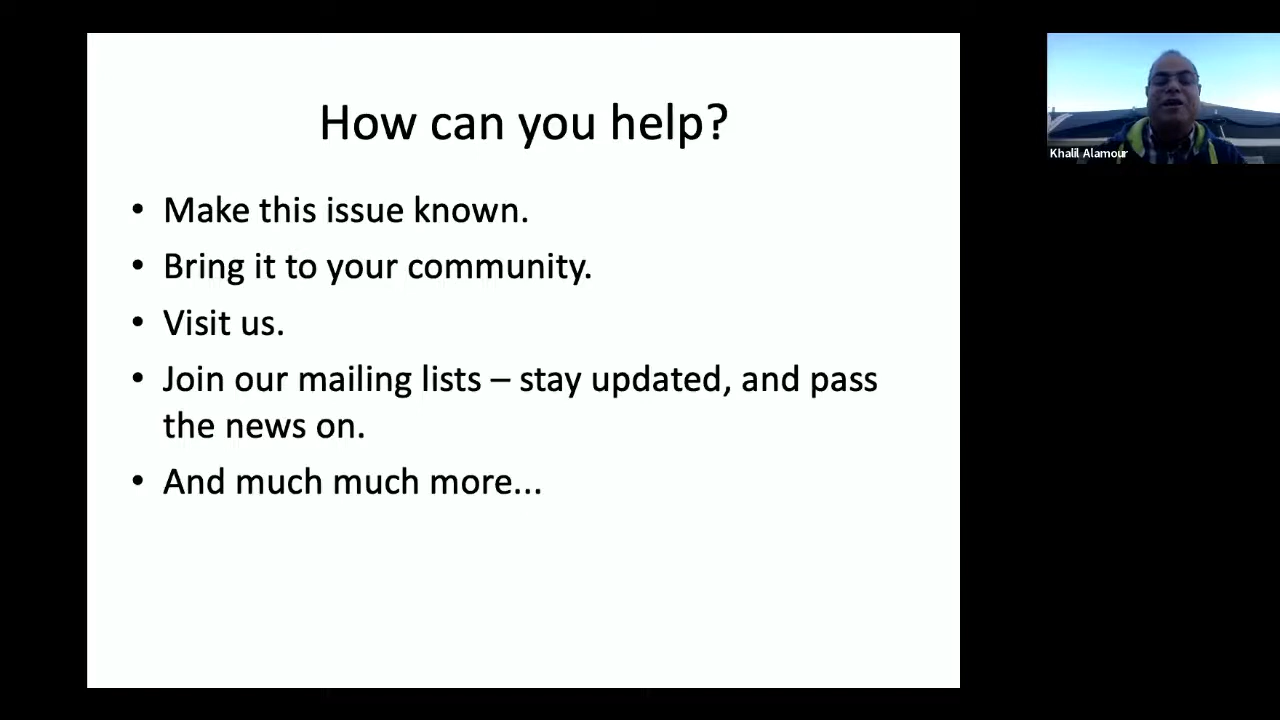 How can you help?
• Make this issue known.
• Bring it to your community.
• Visit us.
• Join our mailing lists – stay updated, and pass
the news on.
• And much much more...
Khalil Alamour